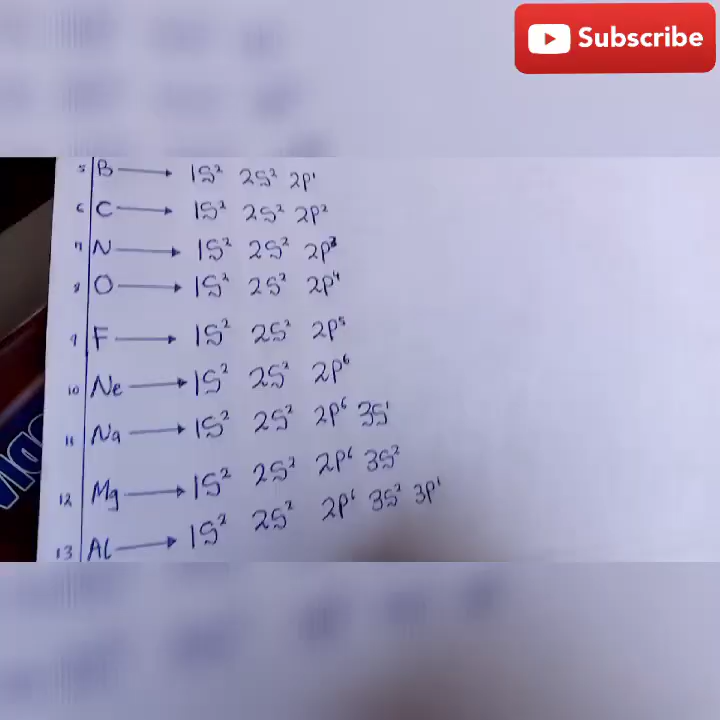 Subscribe
5 B → 1S² 2S² 2P¹
6 C → 1S² 2S² 2P²
7 N → 1S² 2S² 2P³
8 O → 1S² 2S² 2P⁴
9 F → 1S² 2S² 2P⁵
10 Ne → 1S² 2S² 2P⁶
11 Na → 1S² 2S² 2P⁶ 3S¹
12 Mg → 1S² 2S² 2P⁶ 3S²
13 Al → 1S² 2S² 2P⁶ 3S² 3P¹